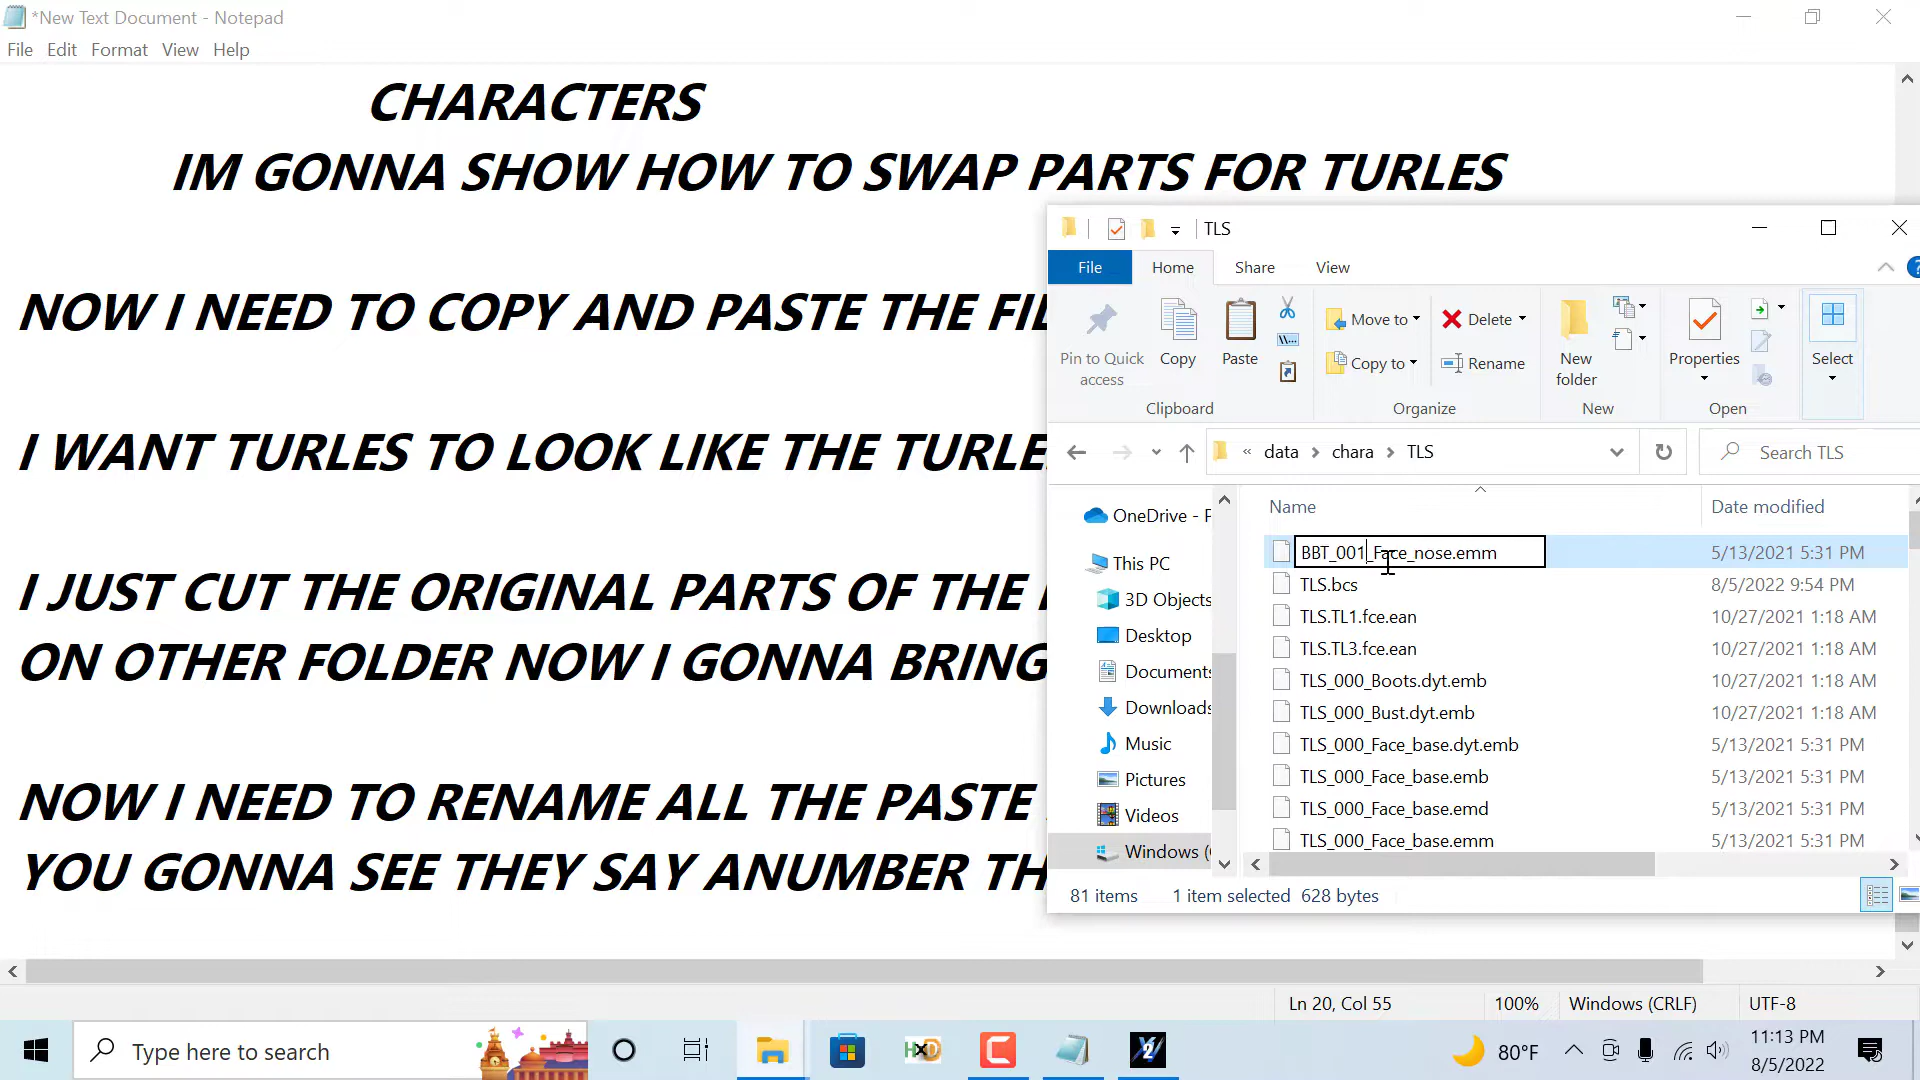 *New Text Document - Notepad
File Edit Format View Help
CHARACTERS
IM GONNA SHOW HOW TO SWAP PARTS FOR TURLES
NOW I NEED TO COPY AND PASTE THE
I WANT TURLES TO LOOK LIKE THE
I JUST CUT THE ORIGINAL PARTS OF THE
ON OTHER FOLDER NOW I GONNA BRING
NOW I NEED TO RENAME ALL THE PASTE
YOU GONNA SEE THEY SAY ANUMBER
Ln 20, Col 55 100% Windows (CRLF) UTF-8
TLS
File Home Share View
Pin to Quick access
Copy
Paste
Clipboard
Move to
Copy to
Delete
Rename
Organize
New folder
New
Properties
Open
Select
« data chara TLS
Search TLS
OneDrive -
This PC
3D Objects
Desktop
Documents
Downloads
Music
Pictures
Videos
Windows (
Name Date modified
BBT_001_Face_nose.emm 5/13/2021 5:31 PM
TLS.bcs 8/5/2022 9:54 PM
TLS.TL1.fce.ean 10/27/2021 1:18 AM
TLS.TL3.fce.ean 10/27/2021 1:18 AM
TLS_000_Boots.dyt.emb 10/27/2021 1:18 AM
TLS_000_Bust.dyt.emb 10/27/2021 1:18 AM
TLS_000_Face_base.dyt.emb 5/13/2021 5:31 PM
TLS_000_Face_base.emb 5/13/2021 5:31 PM
TLS_000_Face_base.emd 5/13/2021 5:31 PM
TLS_000_Face_base.emm 5/13/2021 5:31 PM
81 items 1 item selected 628 bytes
Type here to search
HXD
80°F
11:13 PM
8/5/2022